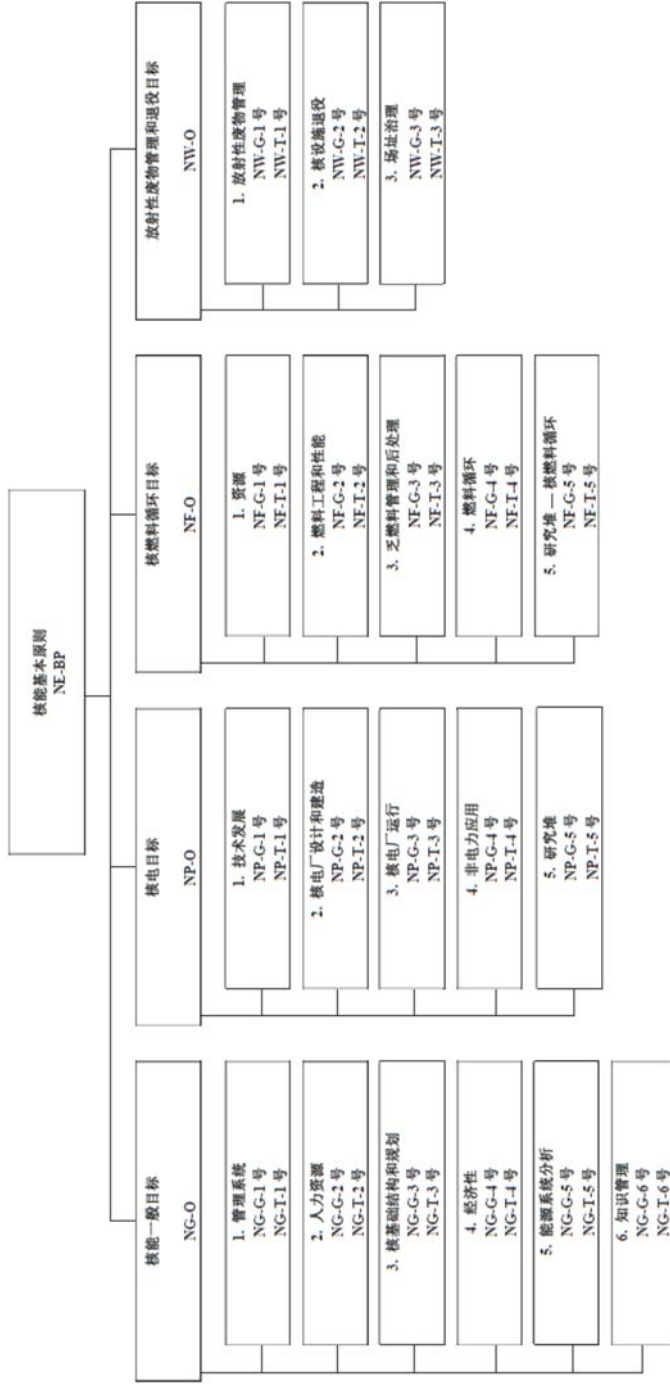 核能基本原则
NE-BP
核能一般目标
NG-O
1. 管理系统
NG-G-1 号
NG-T-1 号
2. 人力资源
NG-G-2 号
NG-T-2 号
3. 核基础结构和规划
NG-G-3 号
NG-T-3 号
4. 经济性
NG-G-4 号
NG-T-4 号
5. 能源系统分析
NG-G-5 号
NG-T-5 号
6. 知识管理
NG-G-6 号
NG-T-6 号
核电目标
NP-O
1. 技术发展
NP-G-1 号
NP-T-1 号
2. 核电厂设计和建造
NP-G-2 号
NP-T-2 号
3. 核电厂运行
NP-G-3 号
NP-T-3 号
4. 非电力应用
NP-G-4 号
NP-T-4 号
5. 研究堆
NP-G-5 号
NP-T-5 号
核燃料循环目标
NF-O
1. 资源
NF-G-1 号
NF-T-1 号
2. 燃料工程和性能
NF-G-2 号
NF-T-2 号
3. 乏燃料管理和后处理
NF-G-3 号
NF-T-3 号
4. 燃料循环
NF-G-4 号
NF-T-4 号
5. 研究堆 — 核燃料循环
NF-G-5 号
NF-T-5 号
放射性废物管理和退役目标
NW-O
1. 放射性废物管理
NW-G-1 号
NW-T-1 号
2. 核设施退役
NW-G-2 号
NW-T-2 号
3. 场址治理
NW-G-3 号
NW-T-3 号